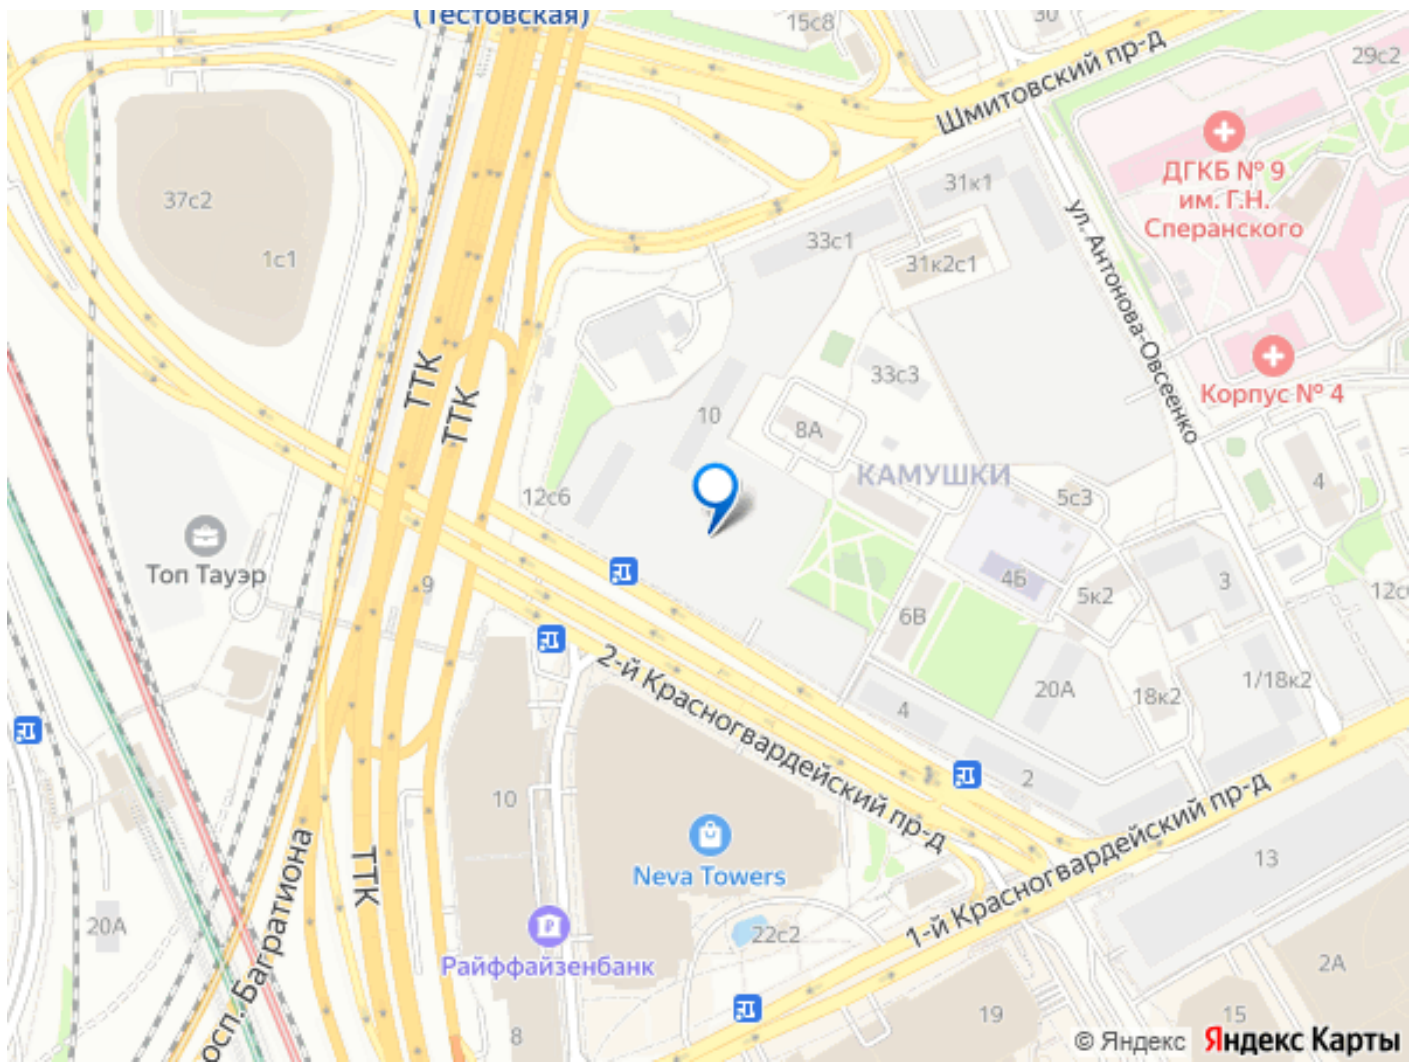 (Тестовская)
15с8
30
29с2
Шмитовский пр-д
ДГКБ № 9
им. Г.Н.
Сперанского
37с2
1с1
31к1
33с1
31к2с1
ул. Антонова-Овсеенко
Корпус № 4
ТТК
ТТК
10
33с3
8А
КАМУШКИ
12с6
5с3
4
Топ Тауэр
9
4Б
3
5к2
6В
2-й Красногвардейский пр-д
20А
18к2
1/18к2
4
2
10
Neva Towers
13
1-й Красногвардейский пр-д
ТТК
20А
22с2
Райффайзенбанк
2А
19
15
8
© Яндекс Яндекс Карты